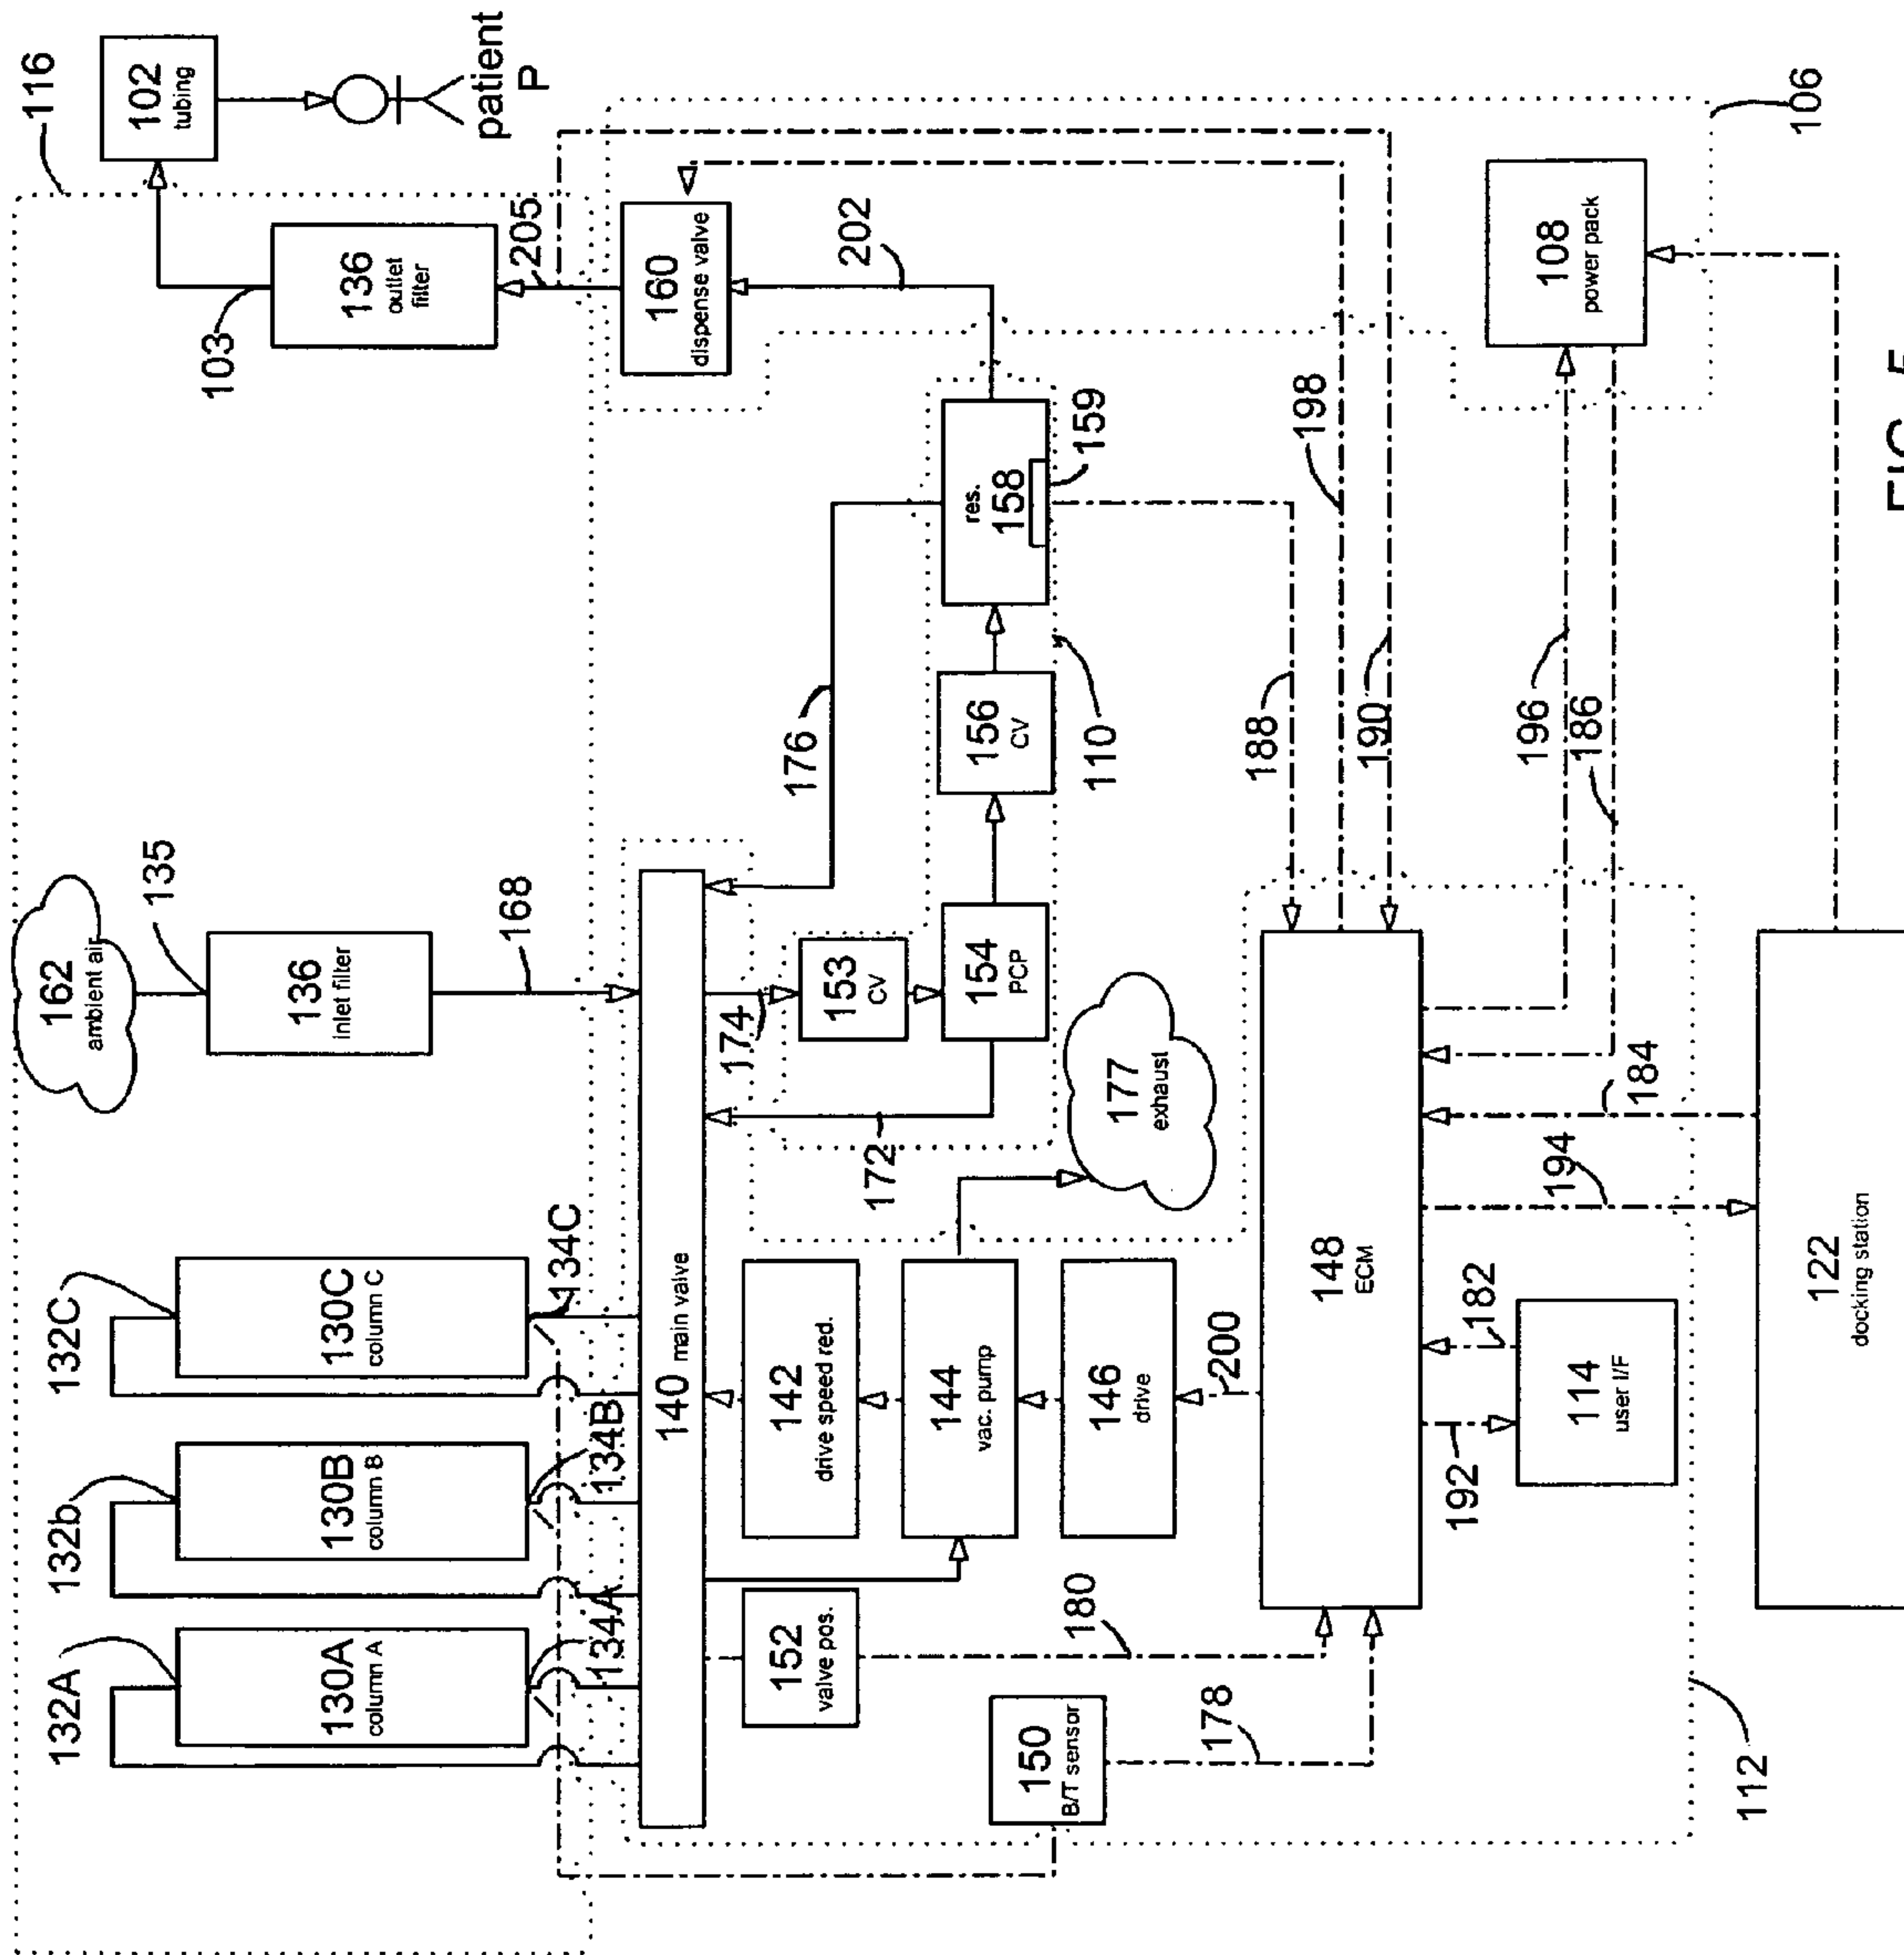 116
102
tubing
patient
P
162
ambient air
135
136
inlet filter
168
103
136
outlet
filter
205
132A
130A
column A
134A
132b
130B
column B
134B
132C
130C
column C
134C
140 main valve
160
dispense valve
202
106
176
174
172
153
CV
154
PCP
156
CV
res.
158
159
110
177
exhaust
152
valve pos.
180
142
drive speed red.
144
vac. pump
146
drive
200
150
B/T sensor
178
148
ECM
188
198
190
196
186
184
194
182
192
114
user I/F
108
power pack
122
docking station
112